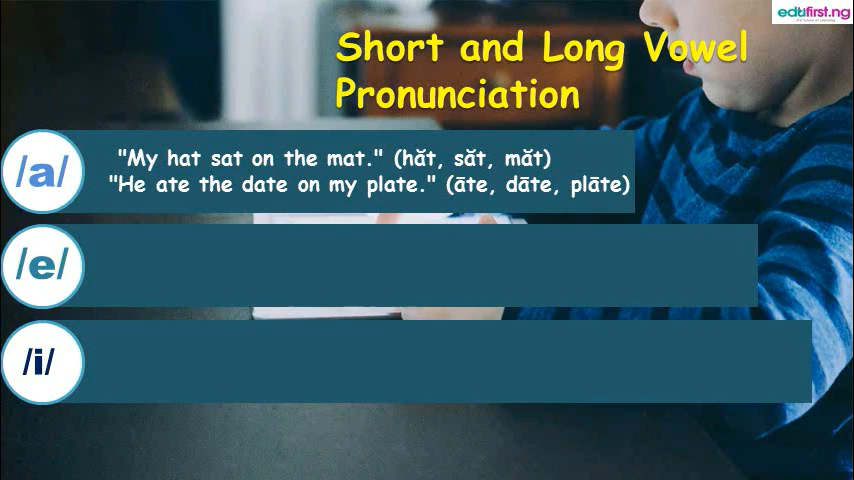 edufirst.ng
Short and Long Vowel
Pronunciation
/a/
"My hat sat on the mat." (hăt, săt, măt)
"He ate the date on my plate." (āte, dāte, plāte)
/e/
/i/